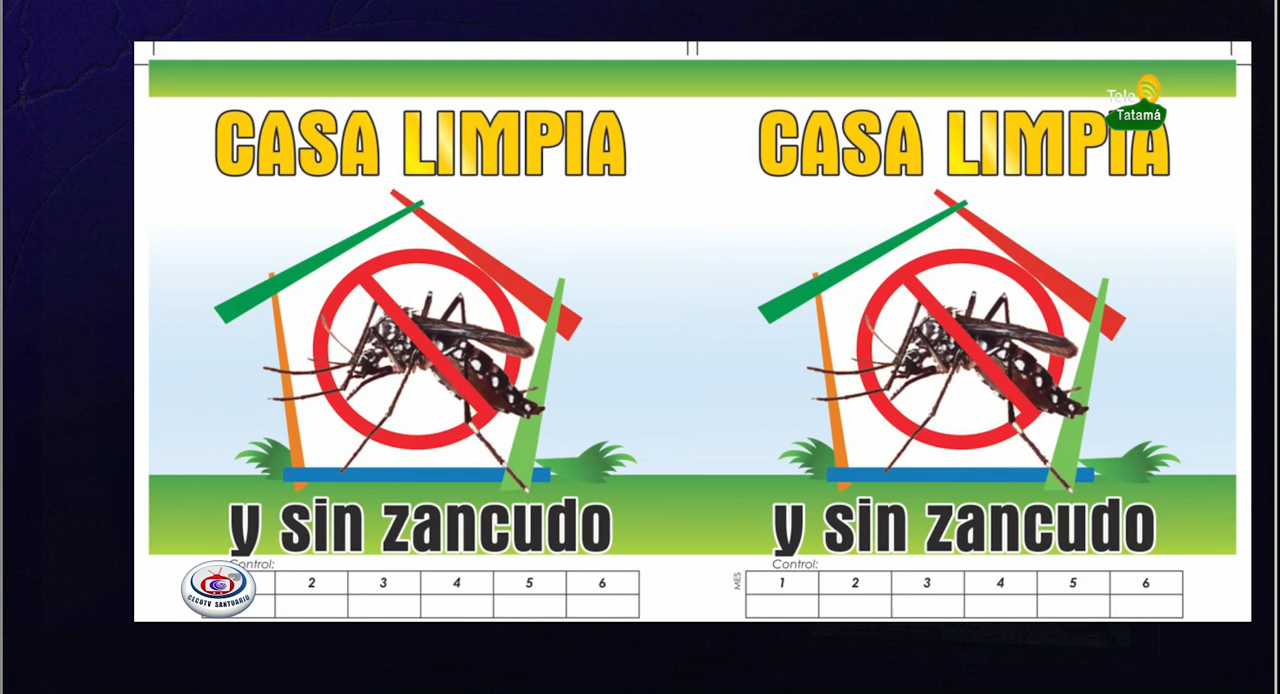 Tele
Tatamá
CASA LIMPIA
y sin zancudo
Control:
2 3 4 5 6
CECOTV SANTUARIO
CASA LIMPIA
y sin zancudo
Control:
MES
1 2 3 4 5 6